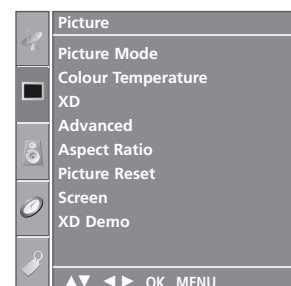 Picture
Picture Mode
Colour Temperature
XD
Advanced
Aspect Ratio
Picture Reset
Screen
XD Demo
▲▼ ◄► OK MENU